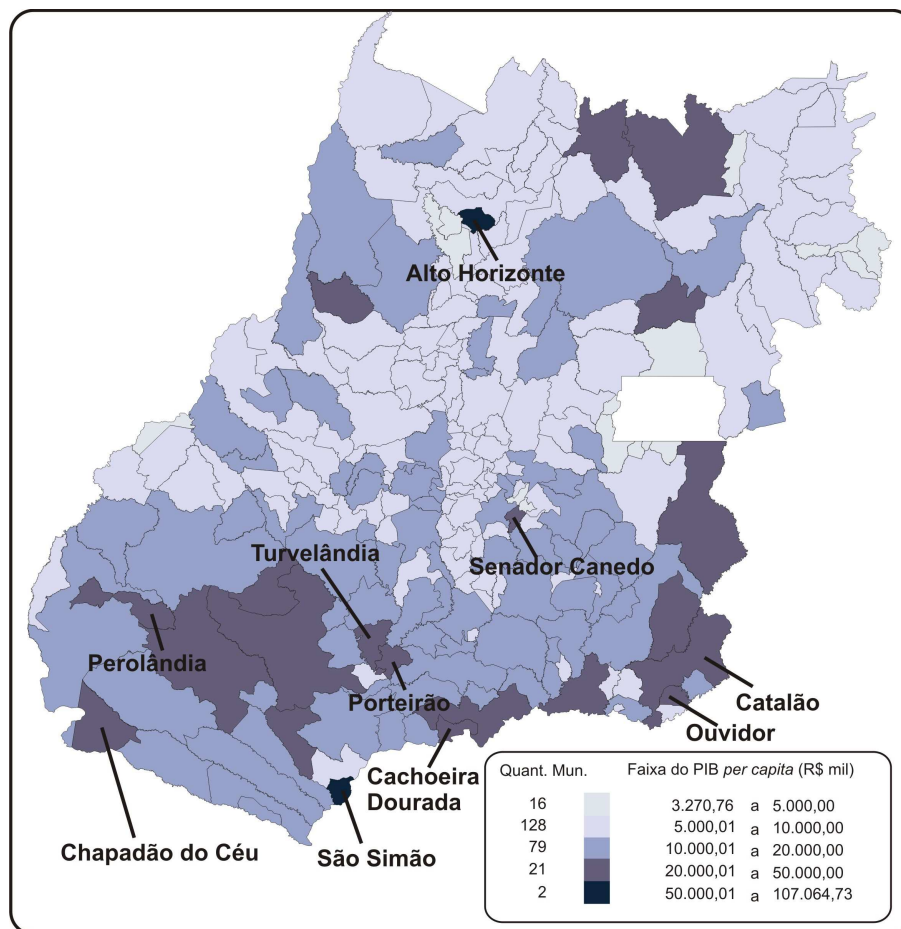 Alto Horizonte
Turvelândia
Senador Canedo
Perolândia
Porteirão
Catalão
Ouvidor
Cachoeira
Dourada
Chapadão do Céu
São Simão
Quant. Mun. Faixa do PIB per capita (R$ mil)
16 3.270,76 a 5.000,00
128 5.000,01 a 10.000,00
79 10.000,01 a 20.000,00
21 20.000,01 a 50.000,00
2 50.000,01 a 107.064,73